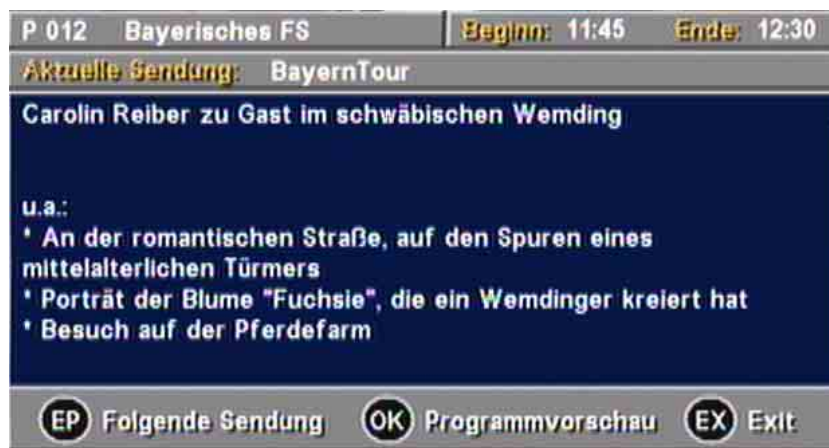 P 012 Bayerisches FS Beginn: 11:45 Ende: 12:30
Aktuelle Sendung: BayernTour
Carolin Reiber zu Gast im schwäbischen Wemding
u.a.:
* An der romantischen Straße, auf den Spuren eines
mittelalterlichen Türmers
* Porträt der Blume "Fuchsie", die ein Wemdinger kreiert hat
* Besuch auf der Pferdefarm
EP Folgende Sendung OK Programmvorschau EX Exit